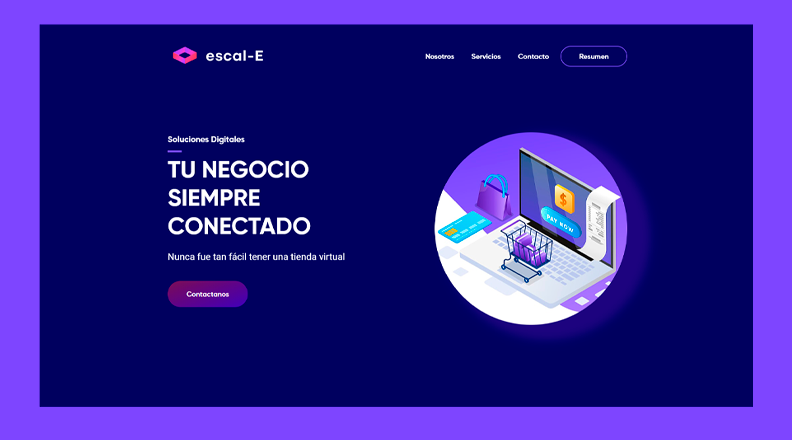 escal-E
Nosotros Servicios Contacto Resumen
Soluciones Digitales
TU NEGOCIO
SIEMPRE
CONECTADO
Nunca fue tan fácil tener una tienda virtual
Contactanos
$
PAY NOW